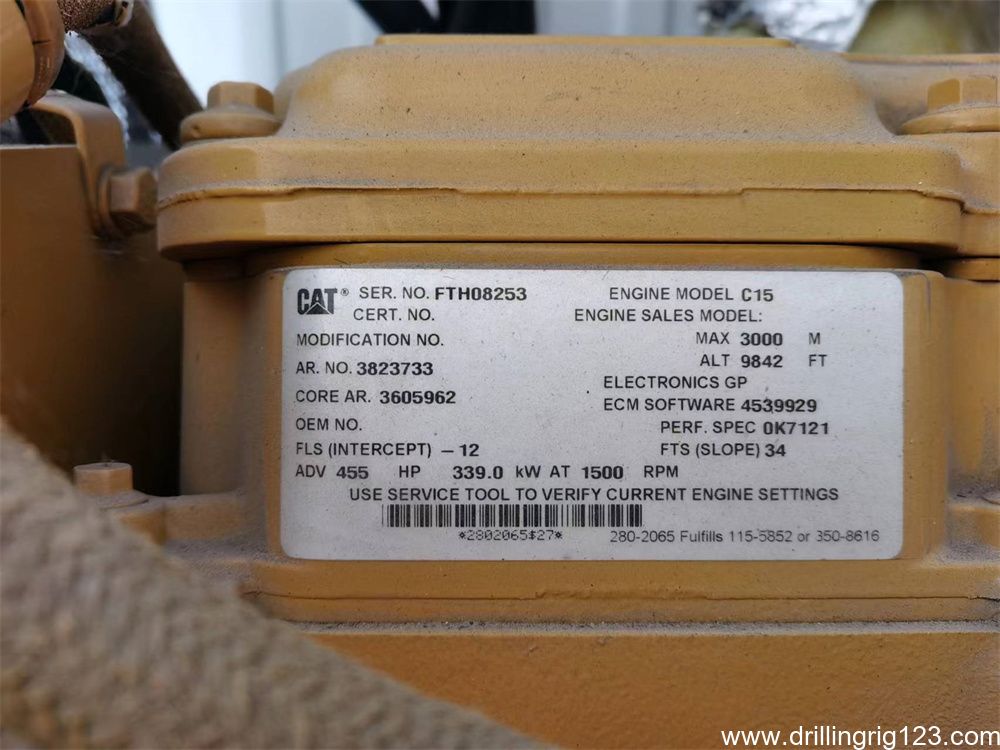 CAT® SER. NO. FTH08253 ENGINE MODEL C15
CERT. NO. ENGINE SALES MODEL:
MODIFICATION NO. MAX 3000 M
ALT 9842 FT
AR. NO. 3823733
ELECTRONICS GP
CORE AR. 3605962 ECM SOFTWARE 4539929
OEM NO. PERF. SPEC 0K7121
FLS (INTERCEPT) -12 FTS (SLOPE) 34
ADV 455 HP 339.0 kW AT 1500 RPM
USE SERVICE TOOL TO VERIFY CURRENT ENGINE SETTINGS
*2802065$27* 280-2065 Fulfills 115-5852 or 350-8616
www.drillingrig123.com